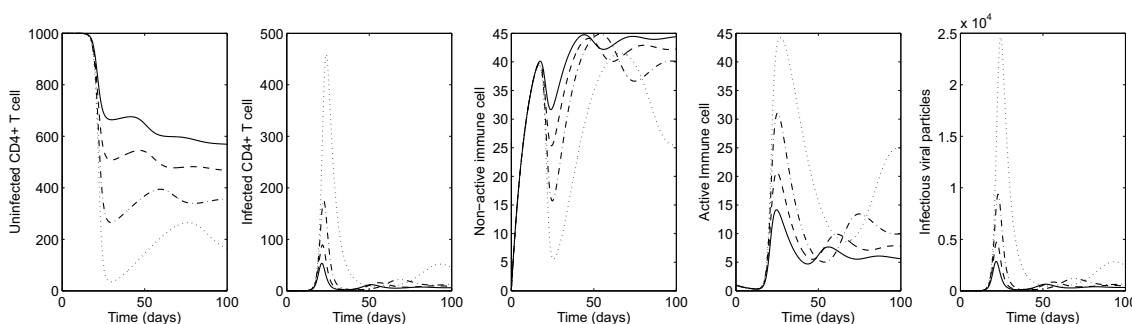 Uninfected CD4+ T cell
1000
800
600
400
200
0
0 50 100
Time (days)
Infected CD4+ T cell
500
400
300
200
100
0
0 50 100
Time (days)
Non−active immune cell
45
40
35
30
25
20
15
10
5
0
0 50 100
Time (days)
Active Immune cell
45
40
35
30
25
20
15
10
5
0
0 50 100
Time (days)
Infectious viral particles
2.5 x 10^4
2
1.5
1
0.5
0
0 50 100
Time (days)